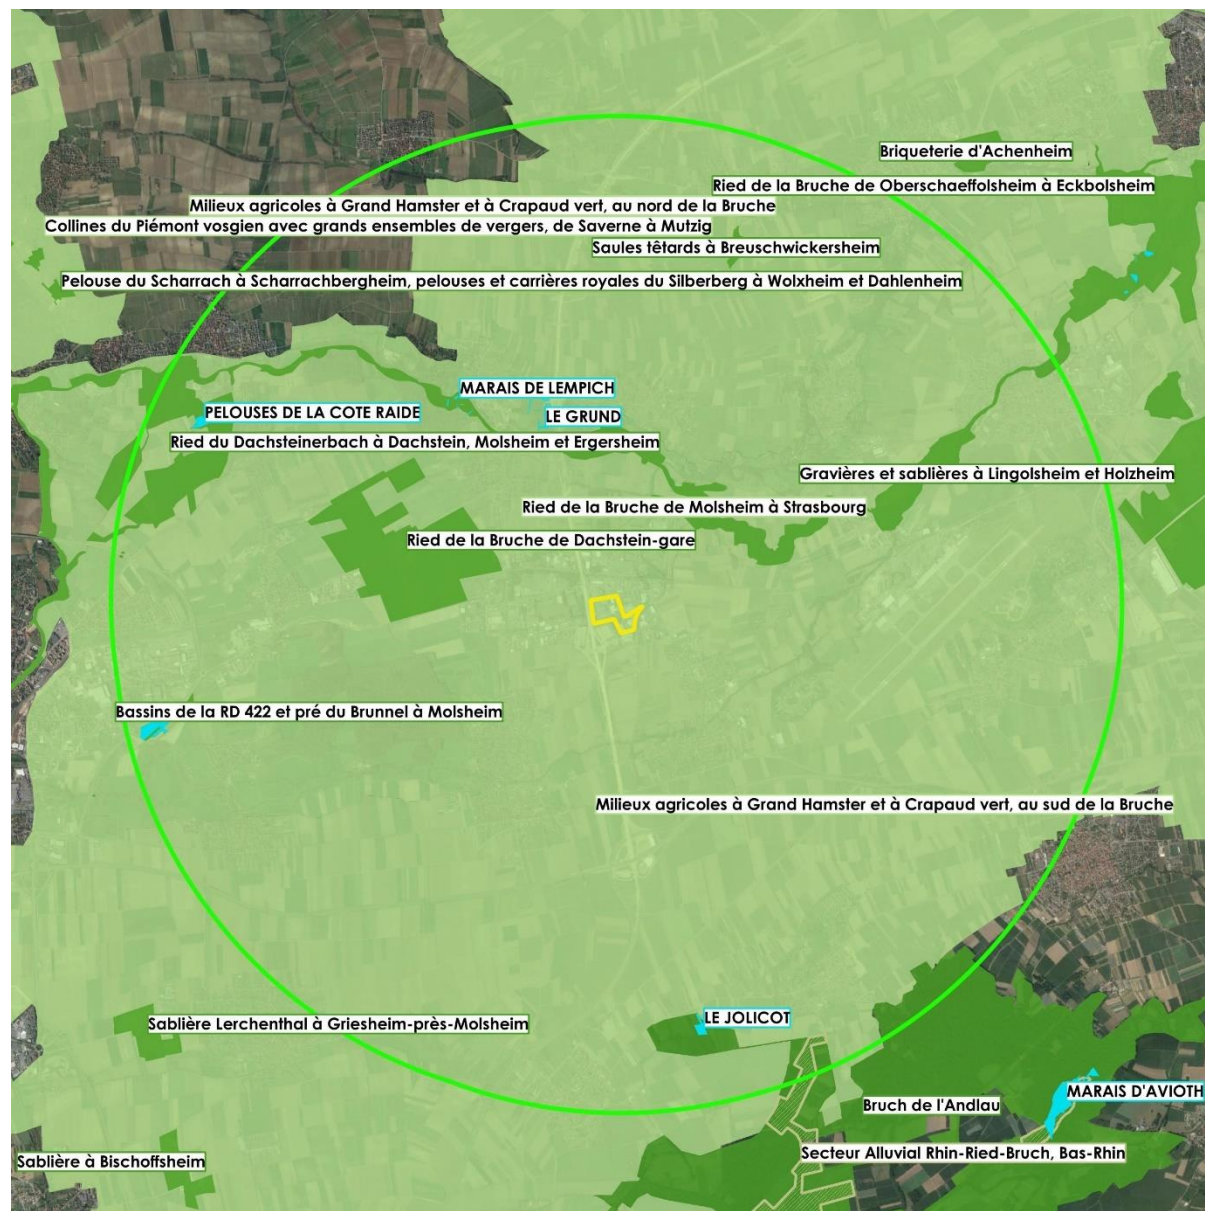 Briqueterie d'Achenheim
Ried de la Bruche de Oberschaeffolsheim à Eckbolsheim
Milieux agricoles à Grand Hamster et à Crapaud vert, au nord de la Bruche
Collines du Piémont vosgien avec grands ensembles de vergers, de Saverne à Mutzig
Saules têtards à Breuschwickersheim
Pelouse du Scharrach à Scharrachbergheim, pelouses et carrières royales du Silberberg à Wolxheim et Dahlenheim
MARAIS DE LEMPICH
PELOUSES DE LA COTE RAIDE
LE GRUND
Ried du Dachsteinerbach à Dachstein, Molsheim et Ergersheim
Gravières et sablières à Lingolsheim et Holzheim
Ried de la Bruche de Molsheim à Strasbourg
Ried de la Bruche de Dachstein-gare
Bassins de la RD 422 et pré du Brunnel à Molsheim
Milieux agricoles à Grand Hamster et à Crapaud vert, au sud de la Bruche
LE JOLICOT
Sablière Lerchenthal à Griesheim-près-Molsheim
MARAIS D'AVIOTH
Bruch de l'Andlau
Secteur Alluvial Rhin-Ried-Bruch, Bas-Rhin
Sablière à Bischoffsheim